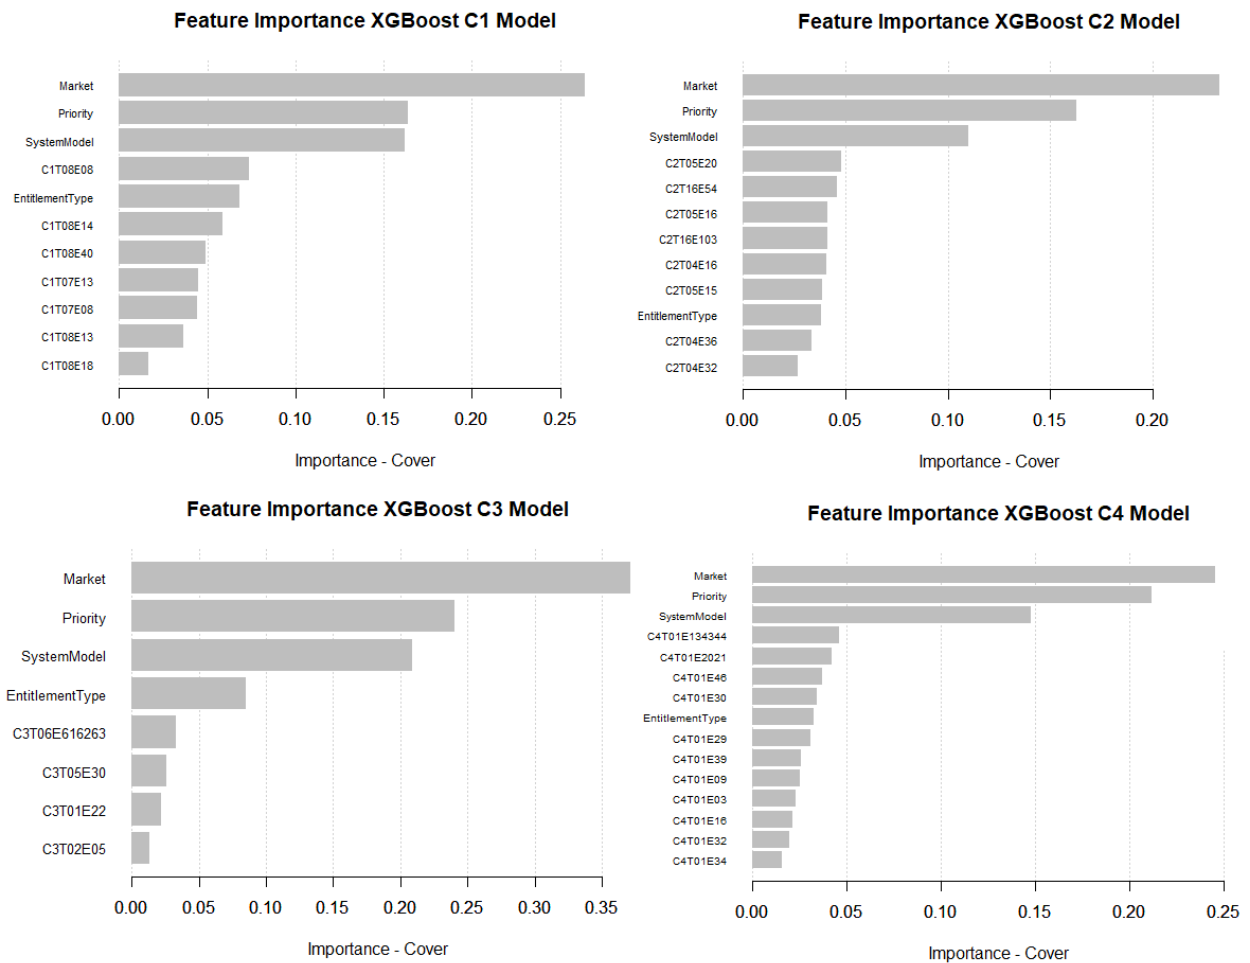 Feature Importance XGBoost C1 Model
Market
Priority
SystemModel
C1T08E08
EntitlementType
C1T08E14
C1T08E40
C1T07E13
C1T07E08
C1T08E13
C1T08E18
0.00 0.05 0.10 0.15 0.20 0.25
Importance - Cover
Feature Importance XGBoost C2 Model
Market
Priority
SystemModel
C2T05E20
C2T16E54
C2T05E16
C2T16E103
C2T04E16
C2T05E15
EntitlementType
C2T04E36
C2T04E32
0.00 0.05 0.10 0.15 0.20
Importance - Cover
Feature Importance XGBoost C3 Model
Market
Priority
SystemModel
EntitlementType
C3T06E616263
C3T05E30
C3T01E22
C3T02E05
0.00 0.05 0.10 0.15 0.20 0.25 0.30 0.35
Importance - Cover
Feature Importance XGBoost C4 Model
Market
Priority
SystemModel
C4T01E134344
C4T01E2021
C4T01E46
C4T01E30
EntitlementType
C4T01E29
C4T01E39
C4T01E09
C4T01E03
C4T01E16
C4T01E32
C4T01E34
0.00 0.05 0.10 0.15 0.20 0.25
Importance - Cover